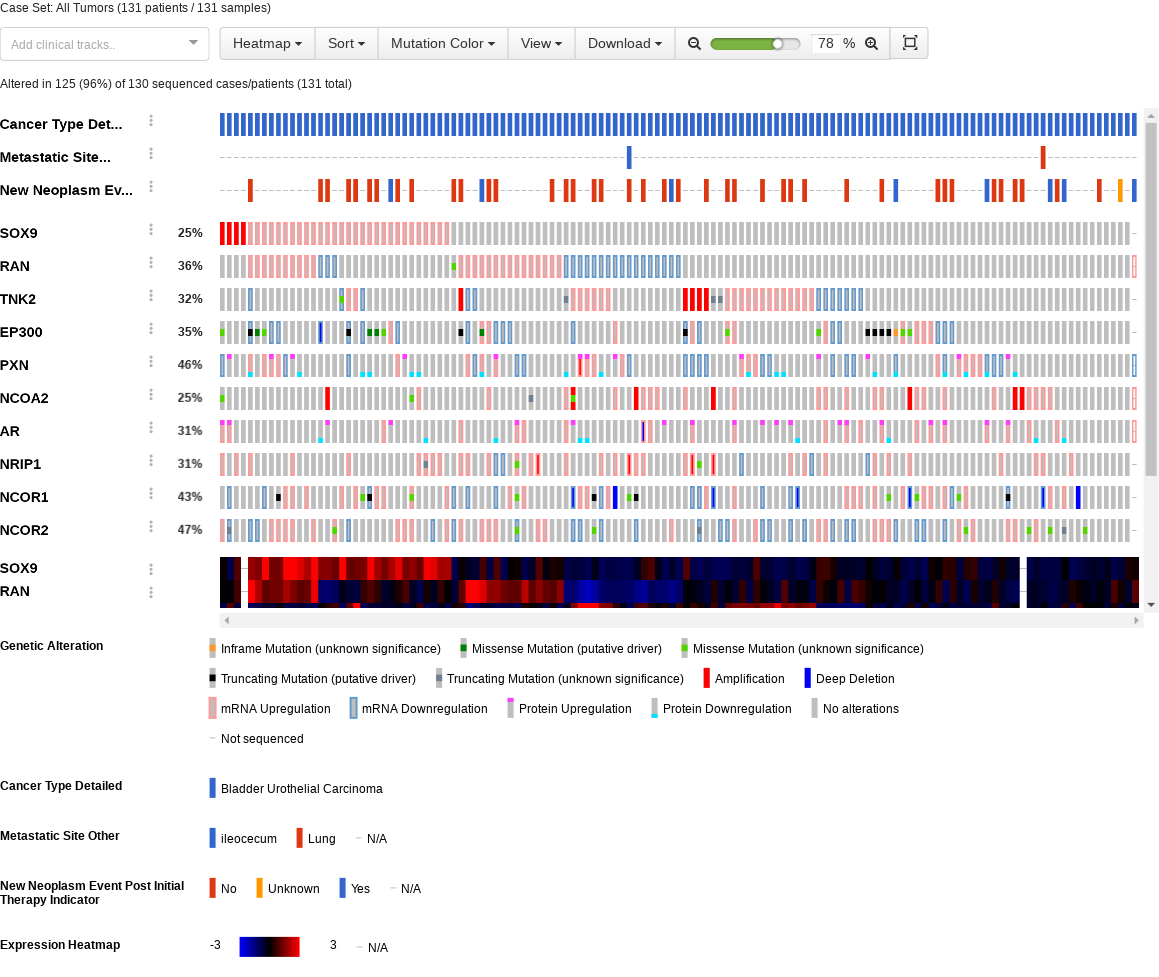 Case Set: All Tumors (131 patients / 131 samples)
Add clinical tracks..
Heatmap Sort Mutation Color View Download 78 %
Altered in 125 (96%) of 130 sequenced cases/patients (131 total)
Cancer Type Det...
Metastatic Site...
New Neoplasm Ev...
SOX9 25%
RAN 36%
TNK2 32%
EP300 35%
PXN 46%
NCOA2 25%
AR 31%
NRIP1 31%
NCOR1 43%
NCOR2 47%
SOX9
RAN
Genetic Alteration Inframe Mutation (unknown significance) Missense Mutation (putative driver) Missense Mutation (unknown significance)
Truncating Mutation (putative driver) Truncating Mutation (unknown significance) Amplification Deep Deletion
mRNA Upregulation mRNA Downregulation Protein Upregulation Protein Downregulation No alterations
Not sequenced
Cancer Type Detailed Bladder Urothelial Carcinoma
Metastatic Site Other ileocecum Lung N/A
New Neoplasm Event Post Initial No Unknown Yes N/A
Therapy Indicator
Expression Heatmap -3 3 N/A